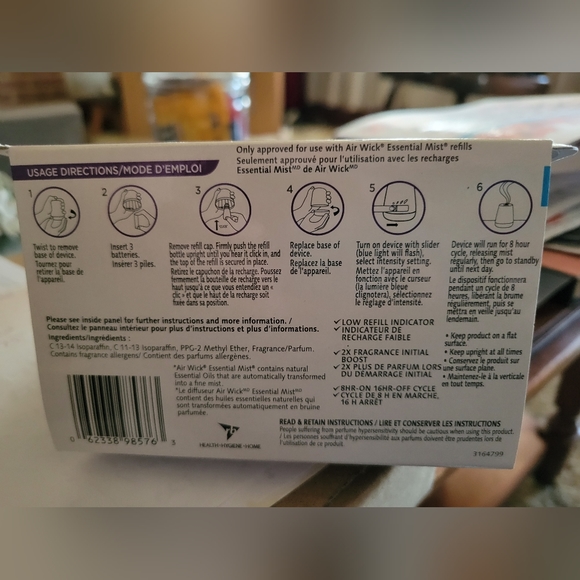 Only approved for use with Air Wick® Essential Mist® refills
Seulement approuvé pour l'utilisation avec les recharges
Essential Mist MD de Air Wick MD
USAGE DIRECTIONS/MODE D'EMPLOI
1
2
3
4
5
6
Twist to remove
base of device.
Tournez pour
retirer la base de
l'appareil.
Insert 3
batteries.
Insérer 3 piles.
Remove refill cap. Firmly push the refill
bottle upright until you hear it click in, and
the top of the refill is secured in place.
Retirez le capuchon de la recharge. Poussez
fermement la bouteille de recharge vers le
haut jusqu'à ce que vous entendiez un «
clic » et que le haut de la recharge soit
fixée dans sa position.
Replace base of
device.
Replacez la base
de l'appareil.
Turn on device with slider
(blue light will flash),
select intensity setting.
Mettez l'appareil en
fonction avec le curseur
(la lumière bleue
clignotera), sélectionnez
le réglage d'intensité.
Device will run for 8 hour
cycle, releasing mist
regularly, then go to standby
until next day.
Le dispositif fonctionnera
pendant un cycle de 8
heures, libérant la brume
régulièrement, puis se
mettra en veille jusqu'au
lendemain.
Please see inside panel for further instructions and more information. /
Consultez le panneau intérieur pour plus d'instructions et plus d'informations.
Ingredients/Ingrédients :
C 13-14 Isoparaffin, C 11-13 Isoparaffin, PPG-2 Methyl Ether, Fragrance/Parfum.
Contains fragrance allergens/ Contient des parfums allergènes.
✓ LOW REFILL INDICATOR
✓ INDICATEUR DE
RECHARGE FAIBLE
✓ 2X FRAGRANCE INITIAL
BOOST
✓ 2X PLUS DE PARFUM LORS
DU DÉMARRAGE INITIAL
✓ 8HR-ON 16HR-OFF CYCLE
✓ CYCLE DE 8 H EN MARCHE,
16 H ARRÊT
• Keep product on a flat
surface.
• Keep upright at all times
• Conservez le produit sur
une surface plane.
• Maintenez-le à la verticale
en tout temps.
*Air Wick® Essential Mist® contains natural
Essential Oils that are automatically transformed
into a fine mist.
*Le diffuseur Air Wick MD Essential Mist MD
contient des huiles essentielles naturelles qui
sont transformées automatiquement en bruine
parfumée.
0 62338 98576 3
HEALTH•HYGIENE•HOME
READ & RETAIN INSTRUCTIONS / LIRE ET CONSERVER LES INSTRUCTIONS
People suffering from perfume hypersensitivity should be cautious when using this product.
/ Les personnes souffrant d'hypersensibilité aux parfums doivent être prudentes lors de
l'utilisation de ce produit.
3164799